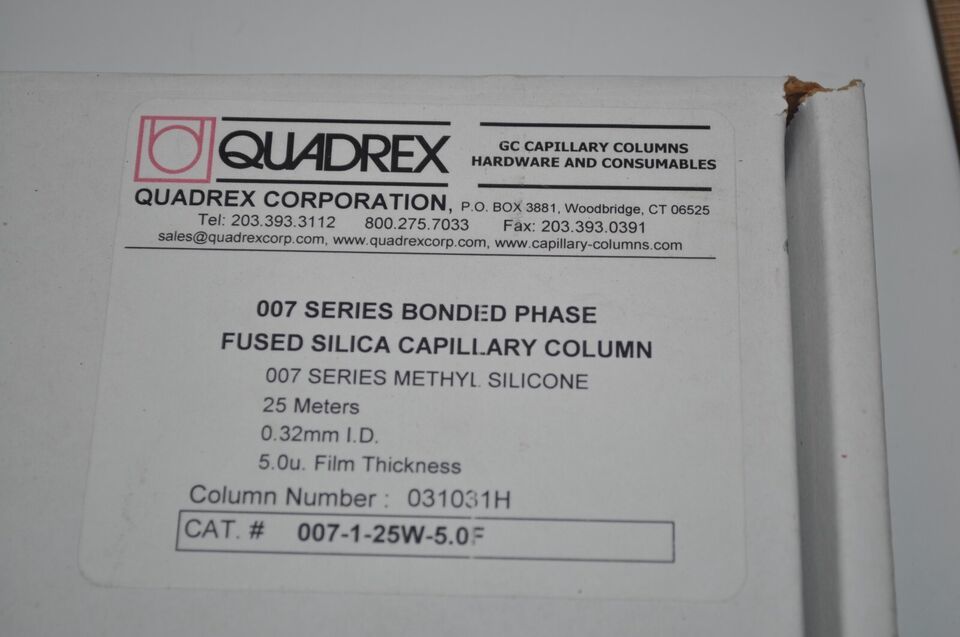 QUADREX
GC CAPILLARY COLUMNS
HARDWARE AND CONSUMABLES
QUADREX CORPORATION, P.O. BOX 3881, Woodbridge, CT 06525
Tel: 203.393.3112 800.275.7033 Fax: 203.393.0391
sales@quadrexcorp.com, www.quadrexcorp.com, www.capillary-columns.com
007 SERIES BONDED PHASE
FUSED SILICA CAPILLARY COLUMN
007 SERIES METHYL SILICONE
25 Meters
0.32mm I.D.
5.0u. Film Thickness
Column Number : 031031H
CAT. # 007-1-25W-5.0F